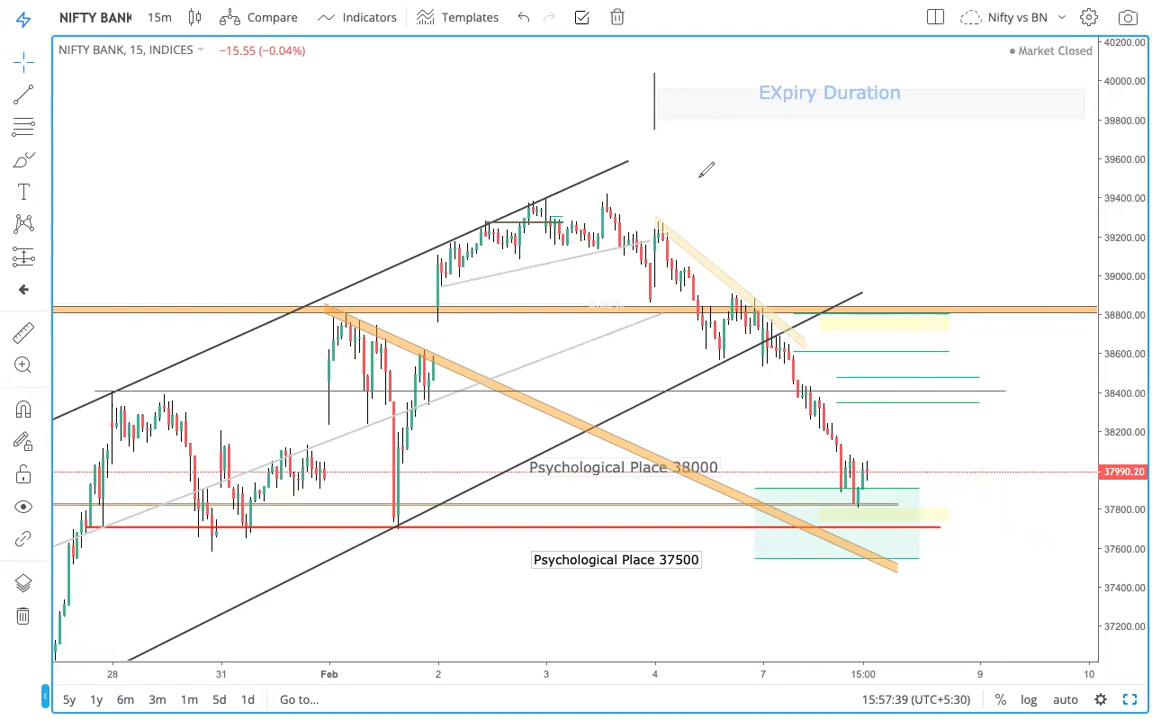 NIFTY BANK 15m Compare Indicators Templates Nifty vs BN
NIFTY BANK, 15, INDICES −15.55 (−0.04%) Market Closed
40200.00
40000.00
EXpiry Duration
39800.00
39600.00
39400.00
39200.00
39000.00
0.00%
38800.00
38600.00
38400.00
38200.00
Psychological Place 38000
37990.20
37800.00
37600.00
Psychological Place 37500
37400.00
37200.00
28 31 Feb 2 3 4 7 15:00 9 10
5y 1y 6m 3m 1m 5d 1d Go to... 15:57:39 (UTC+5:30) % log auto